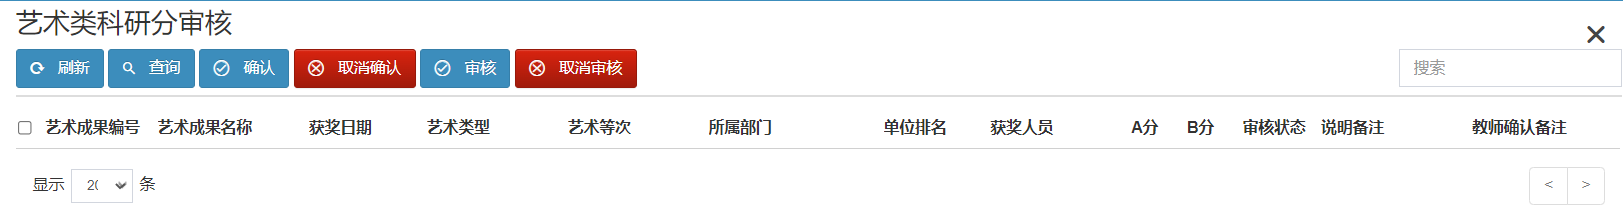 艺术类科研分审核
刷新 查询 确认 取消确认 审核 取消审核 搜索
艺术成果编号 艺术成果名称 获奖日期 艺术类型 艺术等次 所属部门 单位排名 获奖人员 A分 B分 审核状态 说明备注 教师确认备注
显示 20 条 < >